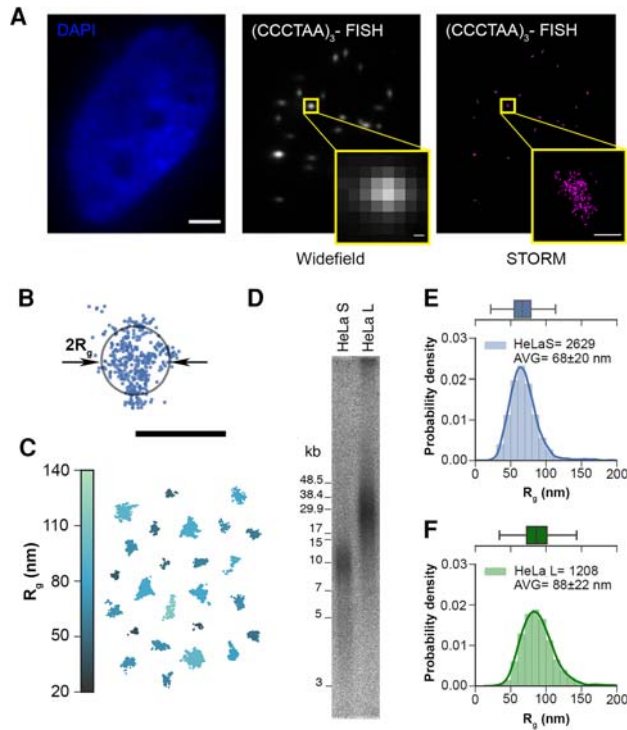 A
DAPI
(CCCTAA)₃- FISH
(CCCTAA)₃- FISH
Widefield
STORM
B
2Rg
C
Rg (nm)
140
110
80
50
20
D
HeLa S
HeLa L
kb
48.5
38.4
29.9
17
15
10
7
5
3
E
HeLaS= 2629
AVG= 68±20 nm
Probability density
0.03
0.02
0.01
0
0 50 100 150 200
Rg (nm)
F
HeLa L= 1208
AVG= 88±22 nm
Probability density
0.03
0.02
0.01
0
0 50 100 150 200
Rg (nm)